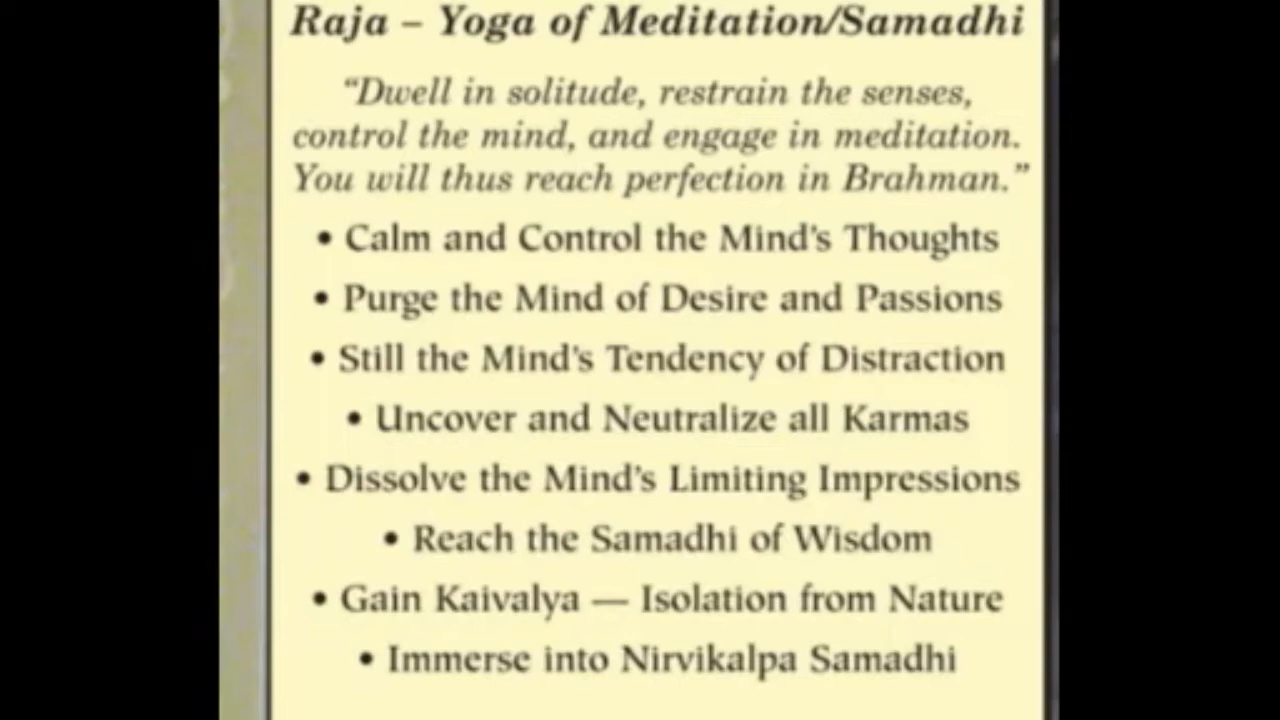 Raja – Yoga of Meditation/Samadhi
“Dwell in solitude, restrain the senses,
control the mind, and engage in meditation.
You will thus reach perfection in Brahman.”
• Calm and Control the Mind’s Thoughts
• Purge the Mind of Desire and Passions
• Still the Mind’s Tendency of Distraction
• Uncover and Neutralize all Karmas
• Dissolve the Mind’s Limiting Impressions
• Reach the Samadhi of Wisdom
• Gain Kaivalya — Isolation from Nature
• Immerse into Nirvikalpa Samadhi